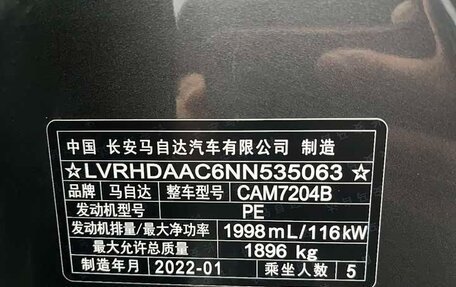 中国 长安马自达汽车有限公司 制造
☆LVRHDAAC6NN535063☆
品牌 马自达 整车型号 CAM7204B
发动机型号 PE
发动机排量/最大净功率 1998mL/116kW
最大允许总质量 1896 kg
制造年月 2022-01 乘坐人数 5